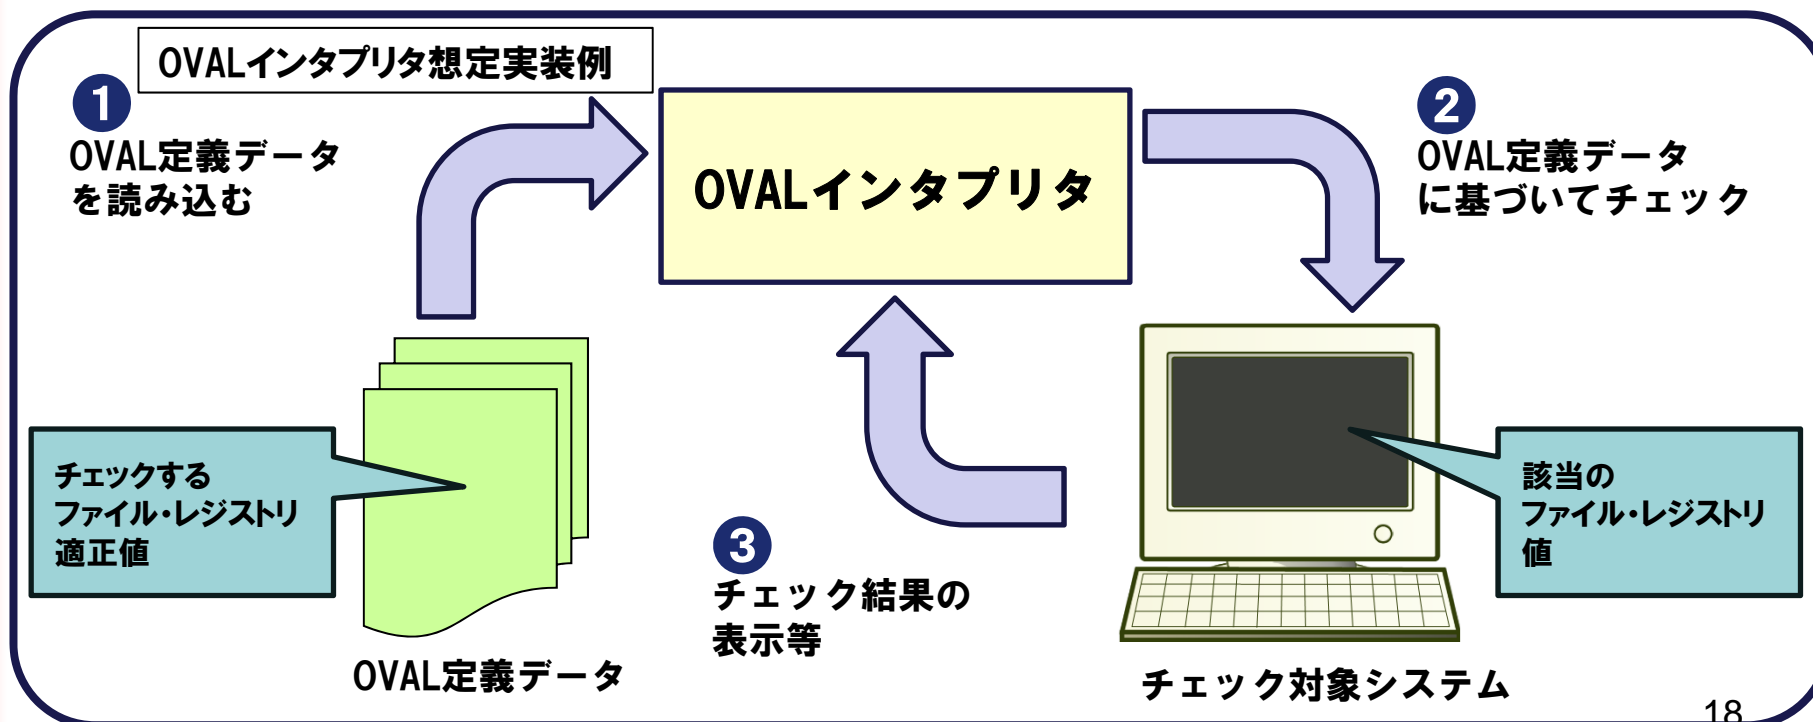 OVALインタプリタ想定実装例
1
OVAL定義データ
を読み込む
OVALインタプリタ
2
OVAL定義データ
に基づいてチェック
チェックする
ファイル・レジストリ
適正値
該当の
ファイル・レジストリ
値
3
チェック結果の
表示等
OVAL定義データ
チェック対象システム
18